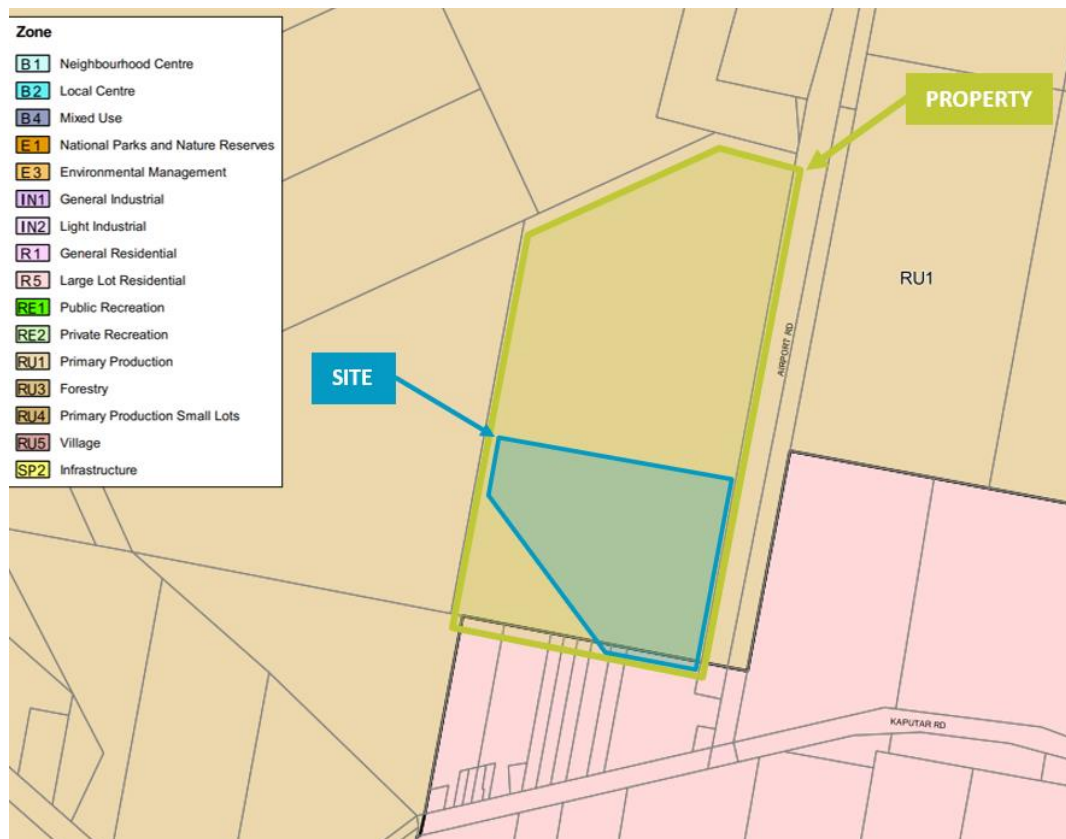 Zone
B1 Neighbourhood Centre
B2 Local Centre
B4 Mixed Use
E1 National Parks and Nature Reserves
E3 Environmental Management
IN1 General Industrial
IN2 Light Industrial
R1 General Residential
R5 Large Lot Residential
RE1 Public Recreation
RE2 Private Recreation
RU1 Primary Production
RU3 Forestry
RU4 Primary Production Small Lots
RU5 Village
SP2 Infrastructure
PROPERTY
RU1
AIRPORT RD
SITE
KAPUTAR RD